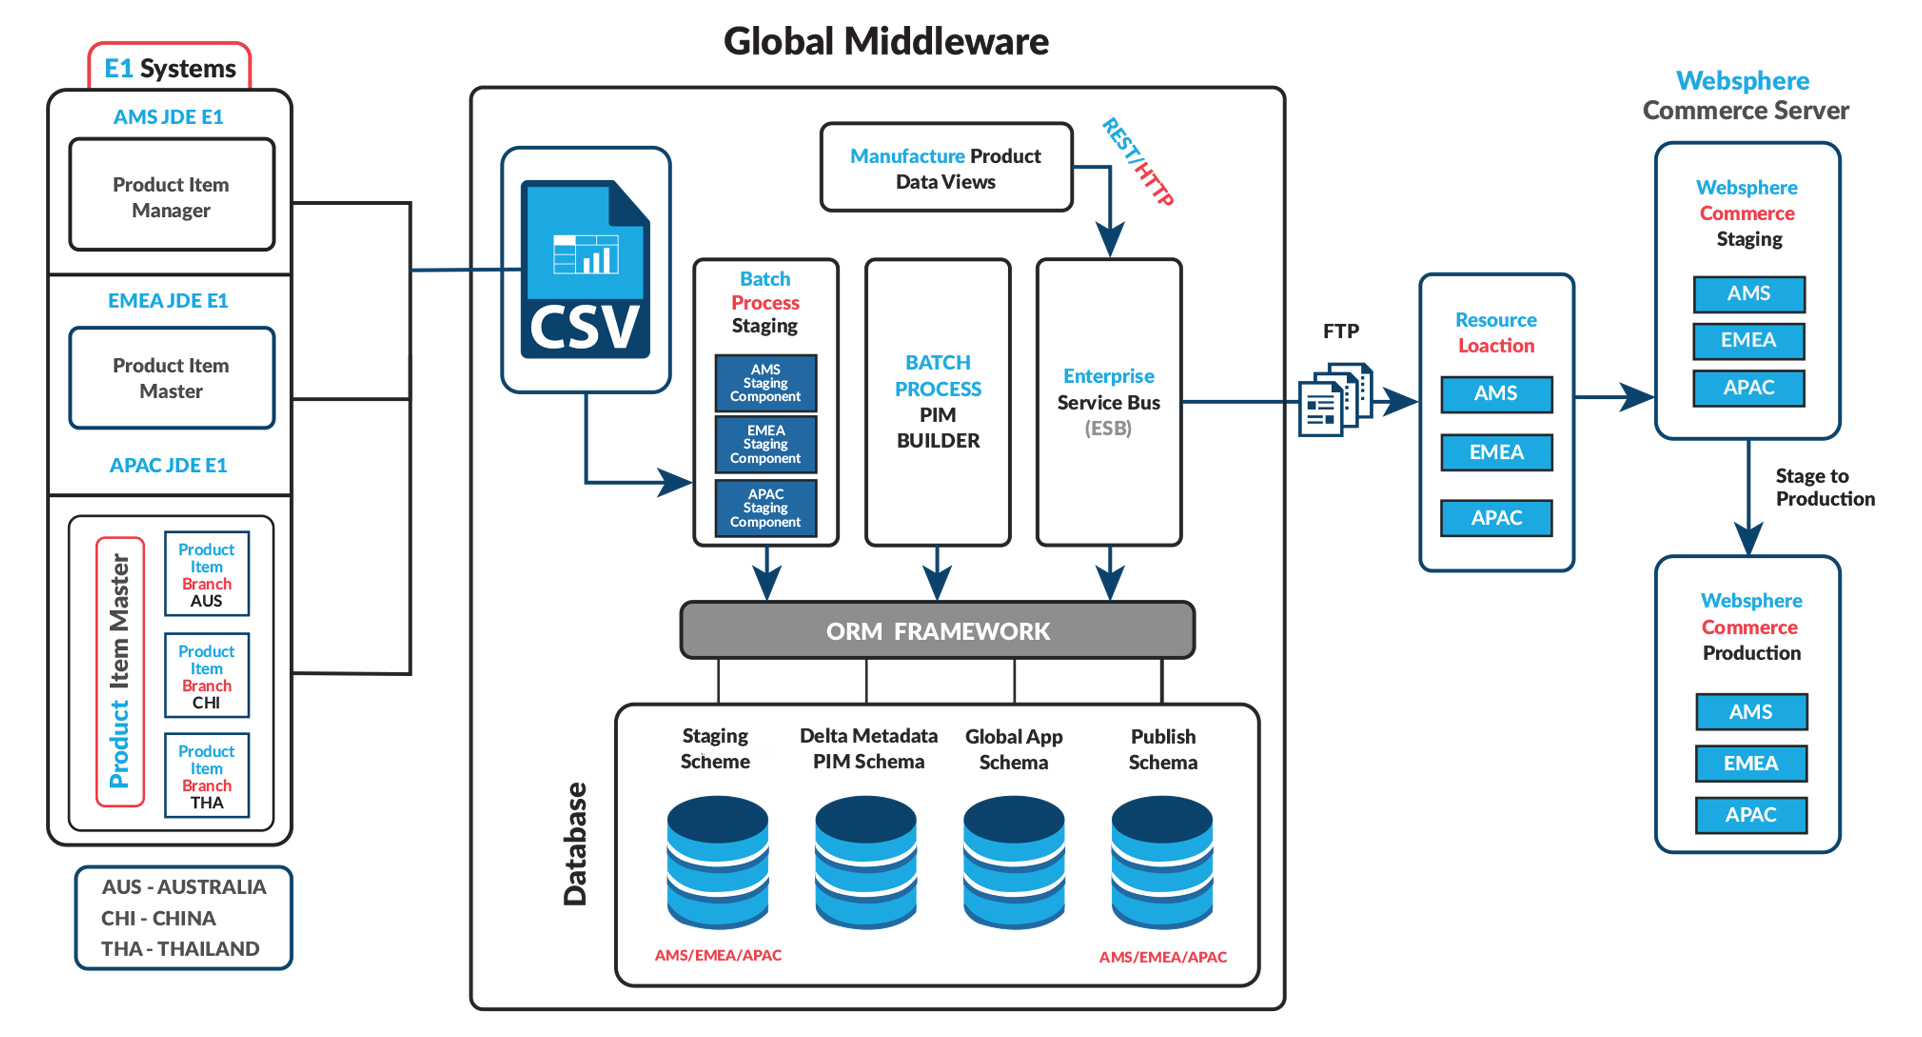 Global Middleware
E1 Systems
AMS JDE E1
Product Item
Manager
EMEA JDE E1
Product Item
Master
APAC JDE E1
Product Item Master
Product
Item
Branch
AUS
Product
Item
Branch
CHI
Product
Item
Branch
THA
AUS - AUSTRALIA
CHI - CHINA
THA - THAILAND
CSV
Manufacture Product
Data Views
REST/HTTP
Batch
Process
Staging
AMS
Staging
Component
EMEA
Staging
Component
APAC
Staging
Component
BATCH
PROCESS
PIM
BUILDER
Enterprise
Service Bus
(ESB)
ORM FRAMEWORK
Database
Staging
Scheme
Delta Metadata
PIM Schema
Global App
Schema
Publish
Schema
AMS/EMEA/APAC
AMS/EMEA/APAC
FTP
Resource
Loaction
AMS
EMEA
APAC
Websphere
Commerce Server
Websphere
Commerce
Staging
AMS
EMEA
APAC
Stage to
Production
Websphere
Commerce
Production
AMS
EMEA
APAC